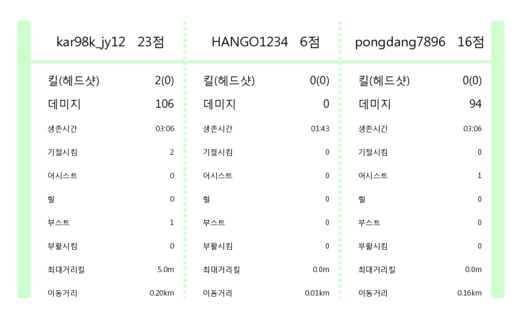 kar98k_jy12 23점 HANGO1234 6점 pongdang7896 16점
킬(헤드샷) 2(0) 킬(헤드샷) 0(0) 킬(헤드샷) 0(0)
데미지 106 데미지 0 데미지 94
생존시간 03:06 생존시간 01:43 생존시간 03:06
기절시킴 2 기절시킴 0 기절시킴 0
어시스트 0 어시스트 0 어시스트 1
힐 0 힐 0 힐 0
부스트 1 부스트 0 부스트 0
부활시킴 0 부활시킴 0 부활시킴 0
최대거리킬 5.0m 최대거리킬 0.0m 최대거리킬 0.0m
이동거리 0.20km 이동거리 0.01km 이동거리 0.16km